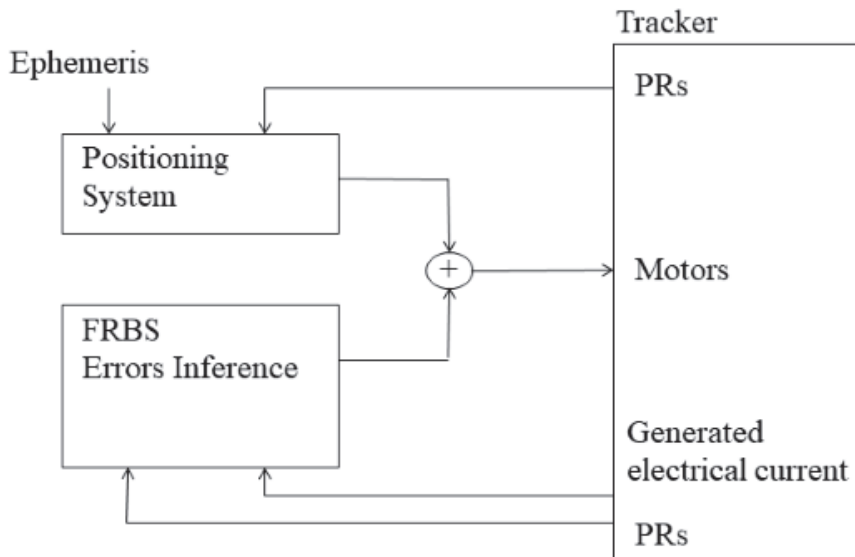 Tracker
Ephemeris
PRs
Positioning
System
+
Motors
FRBS
Errors Inference
Generated
electrical current
PRs